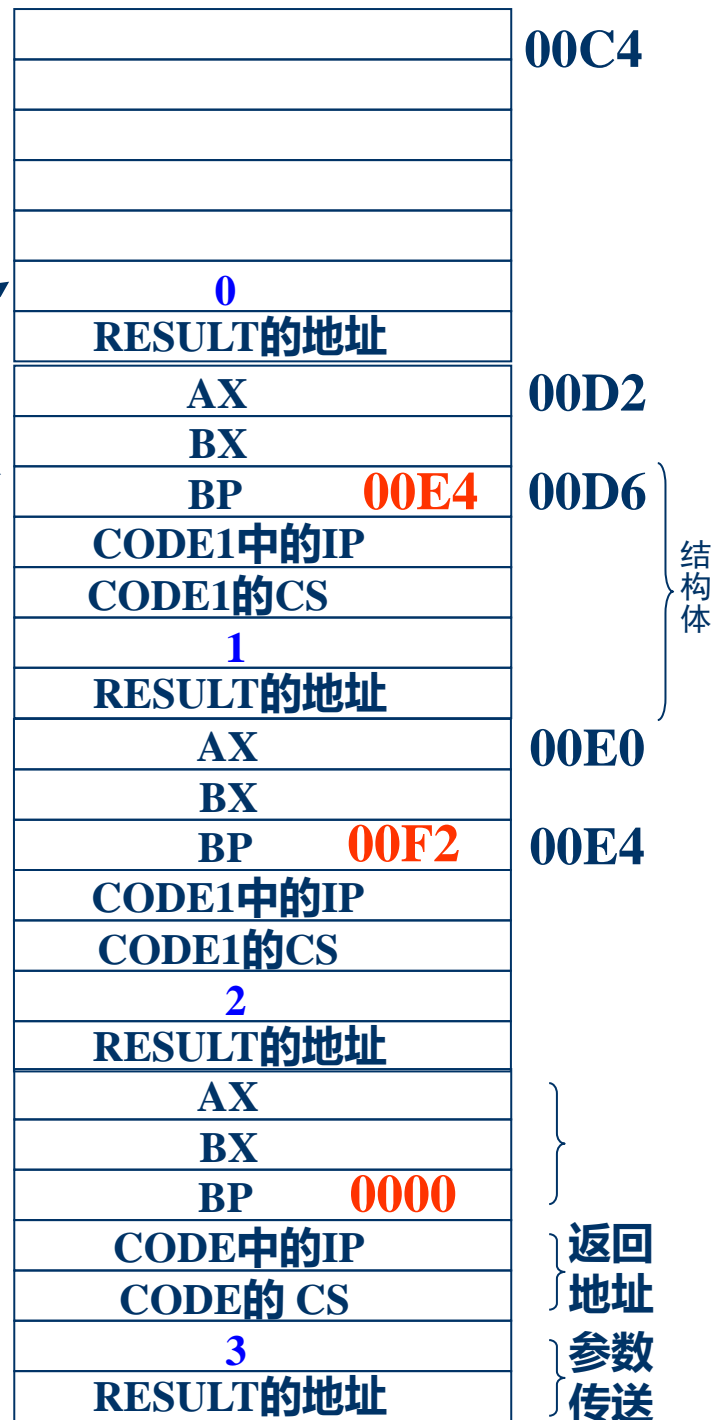 00C4
0
RESULT的地址
AX 00D2
BX
BP 00E4 00D6
CODE1中的IP
CODE1的CS
结构体
1
RESULT的地址
AX 00E0
BX
BP 00F2 00E4
CODE1中的IP
CODE1的CS
2
RESULT的地址
AX
BX
BP 0000
CODE中的IP 返回
CODE的 CS 地址
3 参数
RESULT的地址 传送